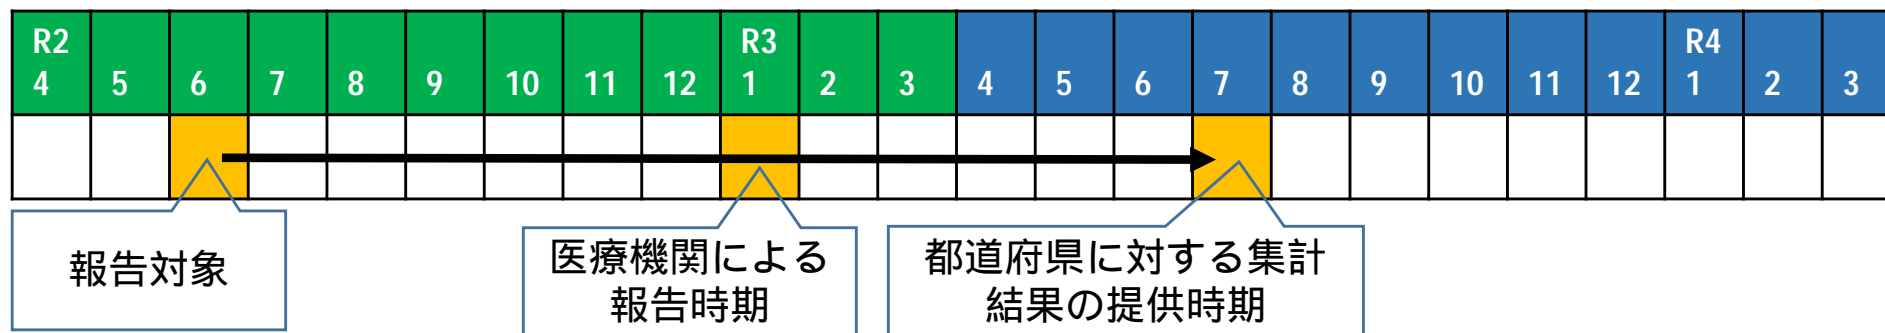 R2 R3 R4
4 5 6 7 8 9 10 11 12 1 2 3 4 5 6 7 8 9 10 11 12 1 2 3
報告対象
医療機関による
報告時期
都道府県に対する集計
結果の提供時期